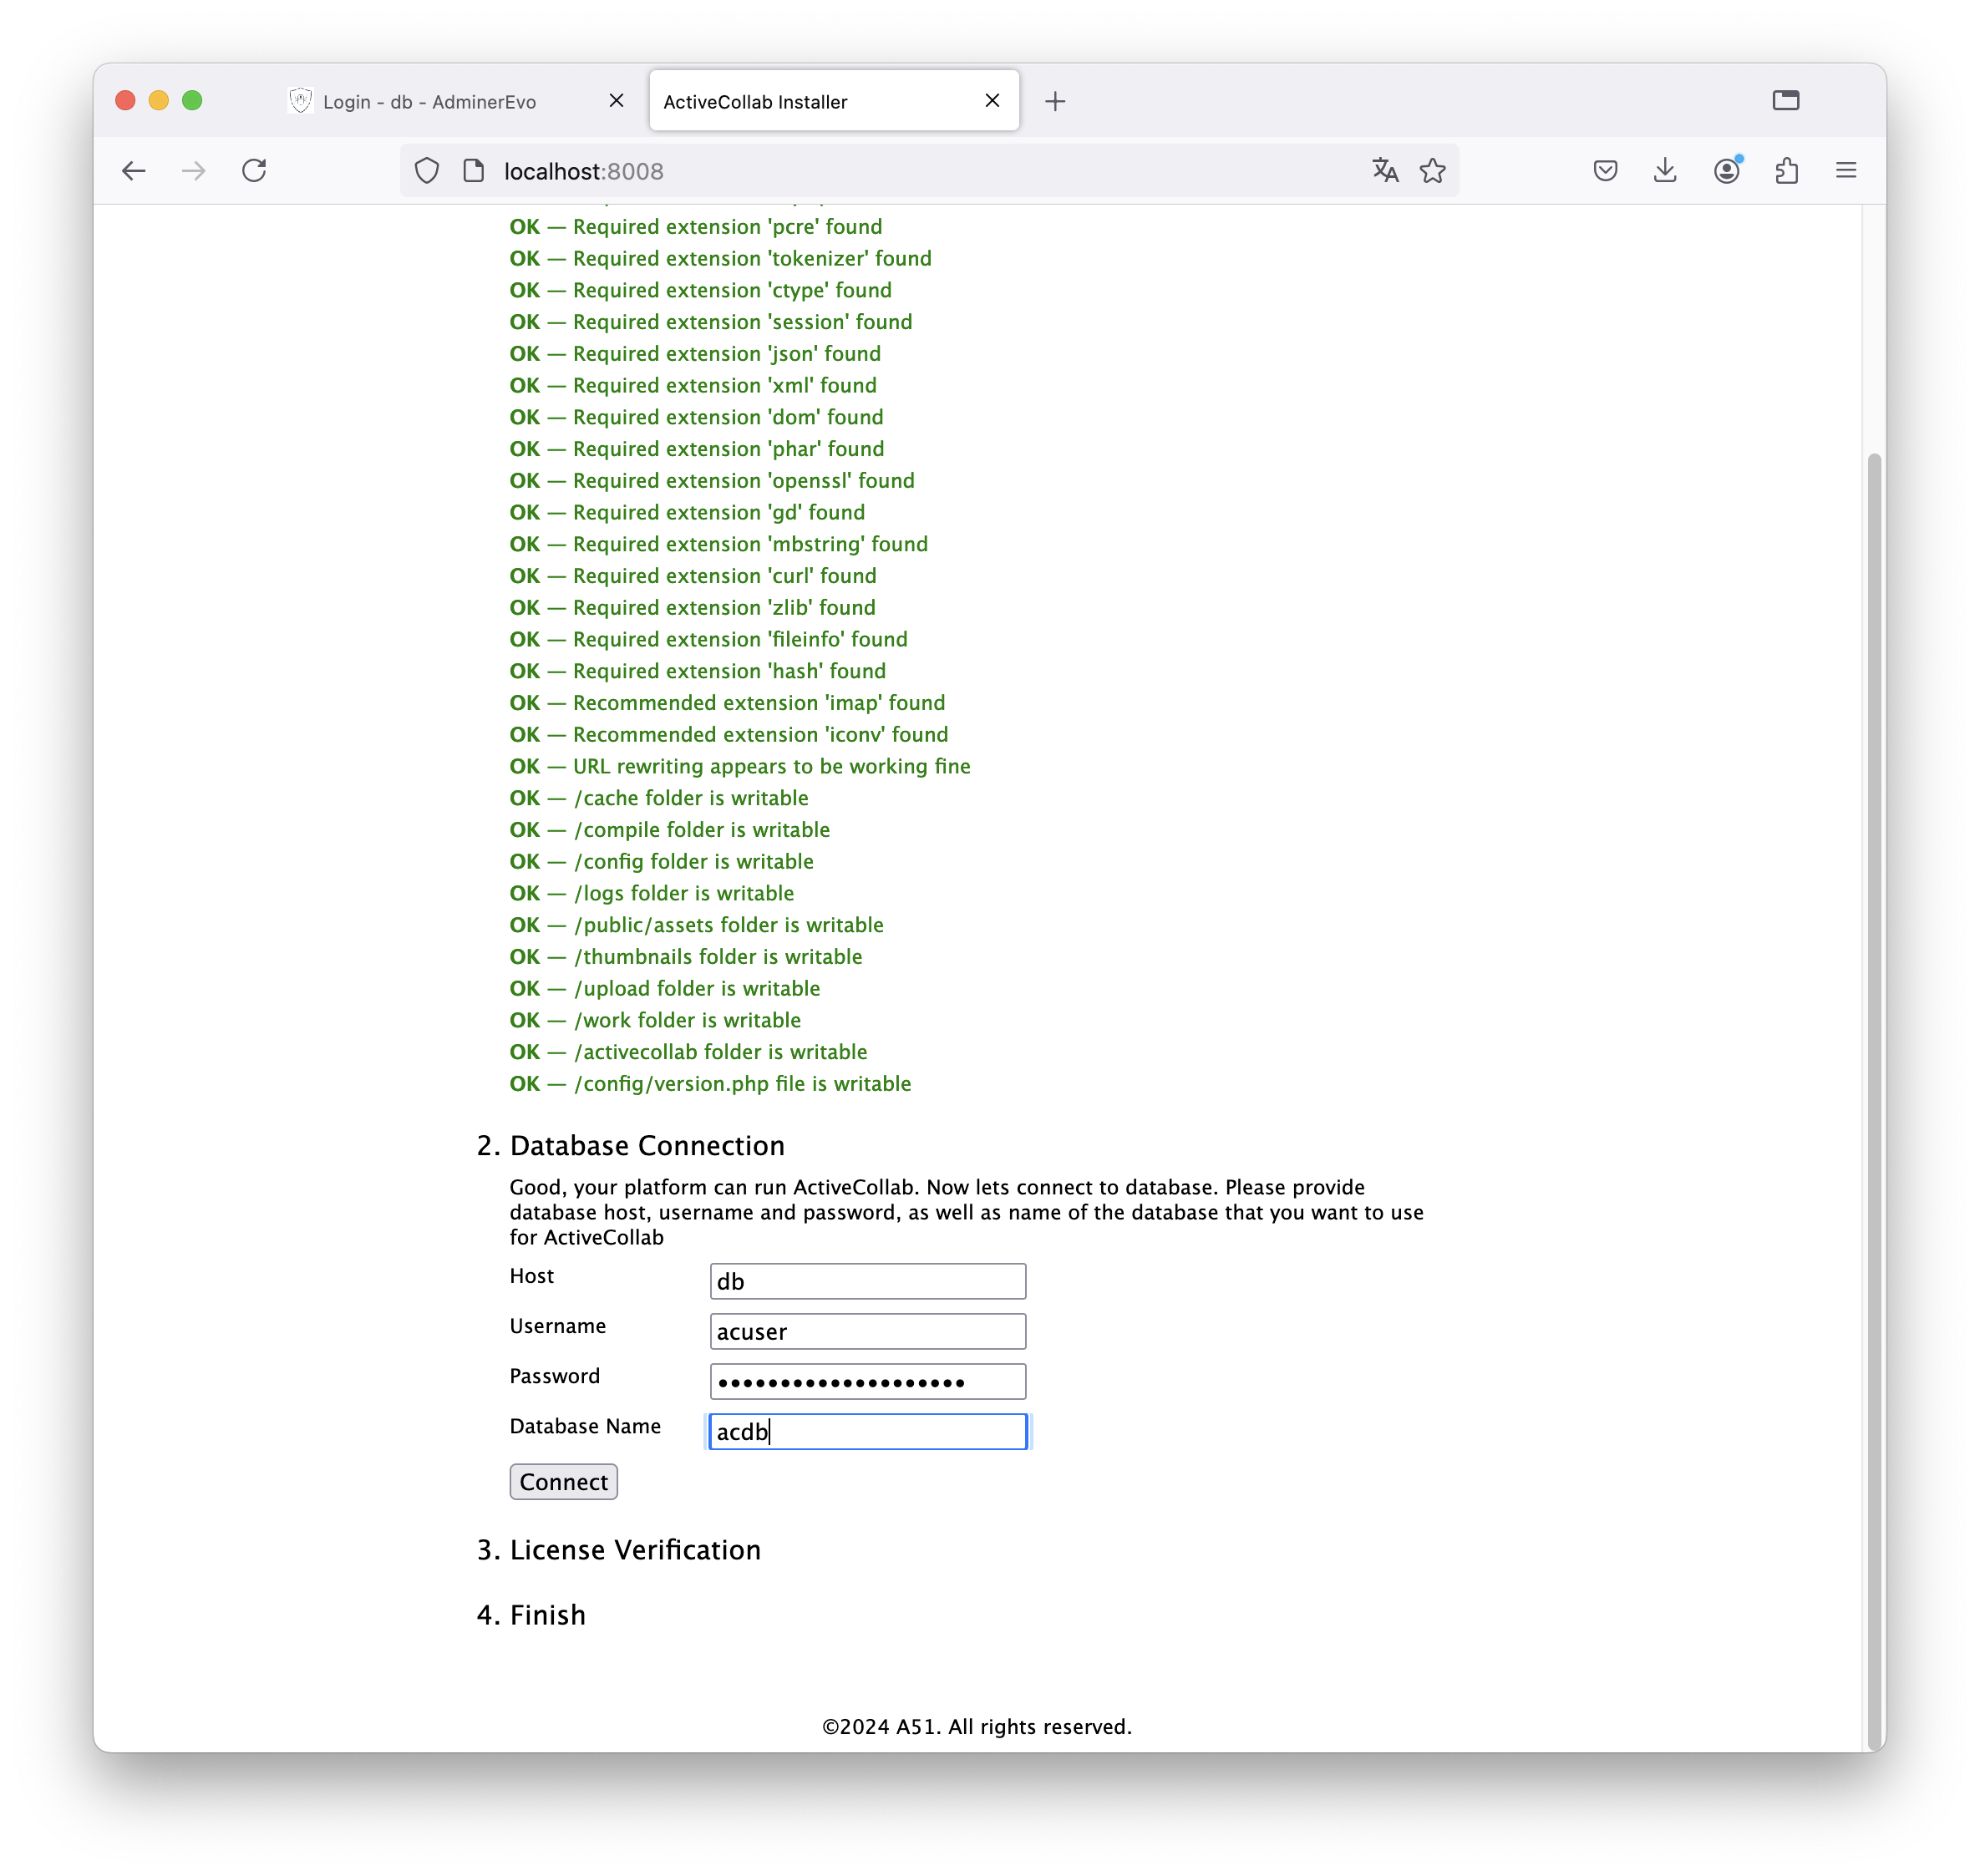 Login - db - AdminerEvo
ActiveCollab Installer
localhost:8008
OK — Required extension 'pcre' found
OK — Required extension 'tokenizer' found
OK — Required extension 'ctype' found
OK — Required extension 'session' found
OK — Required extension 'json' found
OK — Required extension 'xml' found
OK — Required extension 'dom' found
OK — Required extension 'phar' found
OK — Required extension 'openssl' found
OK — Required extension 'gd' found
OK — Required extension 'mbstring' found
OK — Required extension 'curl' found
OK — Required extension 'zlib' found
OK — Required extension 'fileinfo' found
OK — Required extension 'hash' found
OK — Recommended extension 'imap' found
OK — Recommended extension 'iconv' found
OK — URL rewriting appears to be working fine
OK — /cache folder is writable
OK — /compile folder is writable
OK — /config folder is writable
OK — /logs folder is writable
OK — /public/assets folder is writable
OK — /thumbnails folder is writable
OK — /upload folder is writable
OK — /work folder is writable
OK — /activecollab folder is writable
OK — /config/version.php file is writable
2. Database Connection
Good, your platform can run ActiveCollab. Now lets connect to database. Please provide
database host, username and password, as well as name of the database that you want to use
for ActiveCollab
Host db
Username acuser
Password ••••••••••••••••••••
Database Name acdb
Connect
3. License Verification
4. Finish
©2024 A51. All rights reserved.